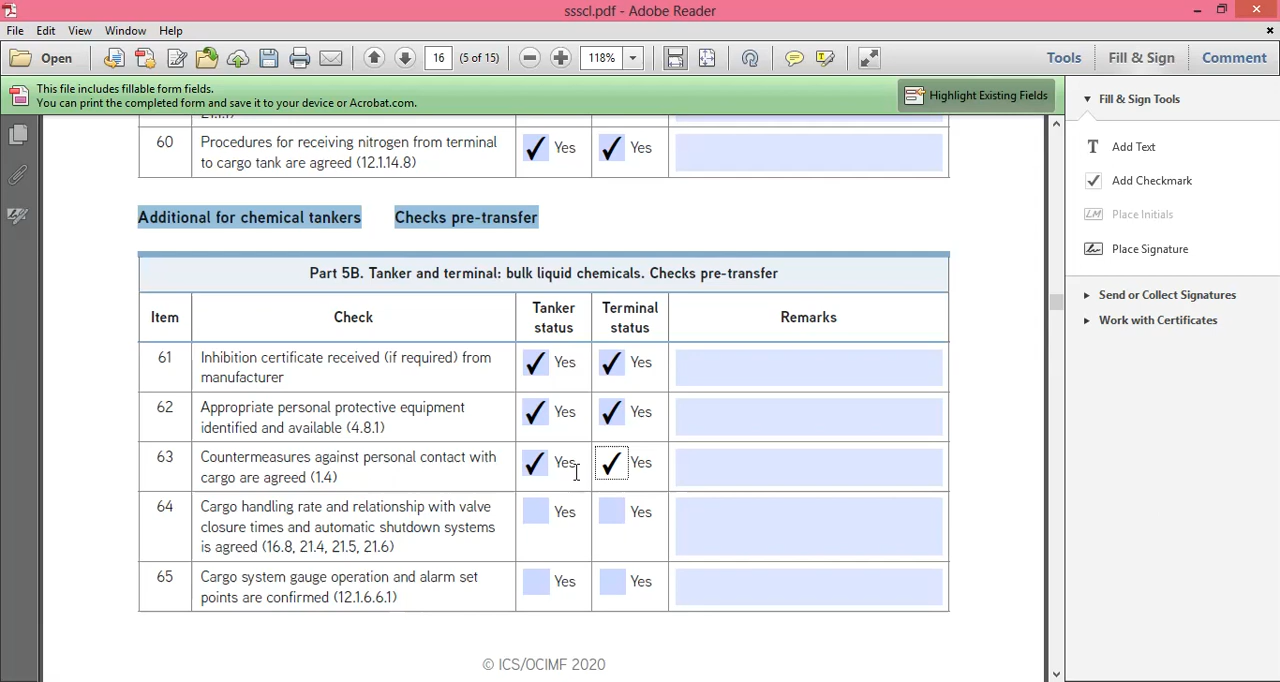 ssscl.pdf - Adobe Reader
File Edit View Window Help
Open 16 (5 of 15) 118% Tools Fill & Sign Comment
This file includes fillable form fields.
You can print the completed form and save it to your device or Acrobat.com.
Highlight Existing Fields
Fill & Sign Tools
Add Text
Add Checkmark
Place Initials
Place Signature
Send or Collect Signatures
Work with Certificates
60 Procedures for receiving nitrogen from terminal Yes Yes
to cargo tank are agreed (12.1.14.8)
Additional for chemical tankers Checks pre-transfer
Part 5B. Tanker and terminal: bulk liquid chemicals. Checks pre-transfer
Item Check Tanker status Terminal status Remarks
61 Inhibition certificate received (if required) from Yes Yes
manufacturer
62 Appropriate personal protective equipment Yes Yes
identified and available (4.8.1)
63 Countermeasures against personal contact with Yes Yes
cargo are agreed (1.4)
64 Cargo handling rate and relationship with valve Yes Yes
closure times and automatic shutdown systems
is agreed (16.8, 21.4, 21.5, 21.6)
65 Cargo system gauge operation and alarm set Yes Yes
points are confirmed (12.1.6.6.1)
© ICS/OCIMF 2020